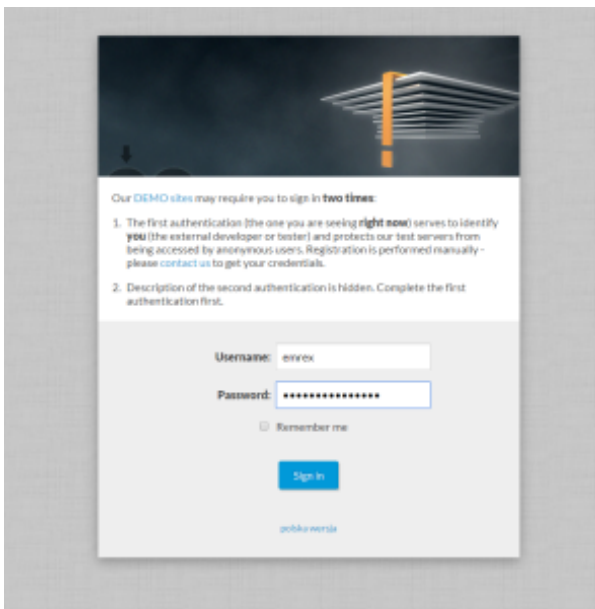 Our DEMO sites may require you to sign in two times:
1. The first authentication (the one you are seeing right now) serves to identify
you (the external developer or tester) and protects our test servers from
being accessed by anonymous users. Registration is performed manually -
please contact us to get your credentials.
2. Description of the second authentication is hidden. Complete the first
authentication first.
Username: emrex
Password: •••••••••••••••
Remember me
Sign in
polska wersja